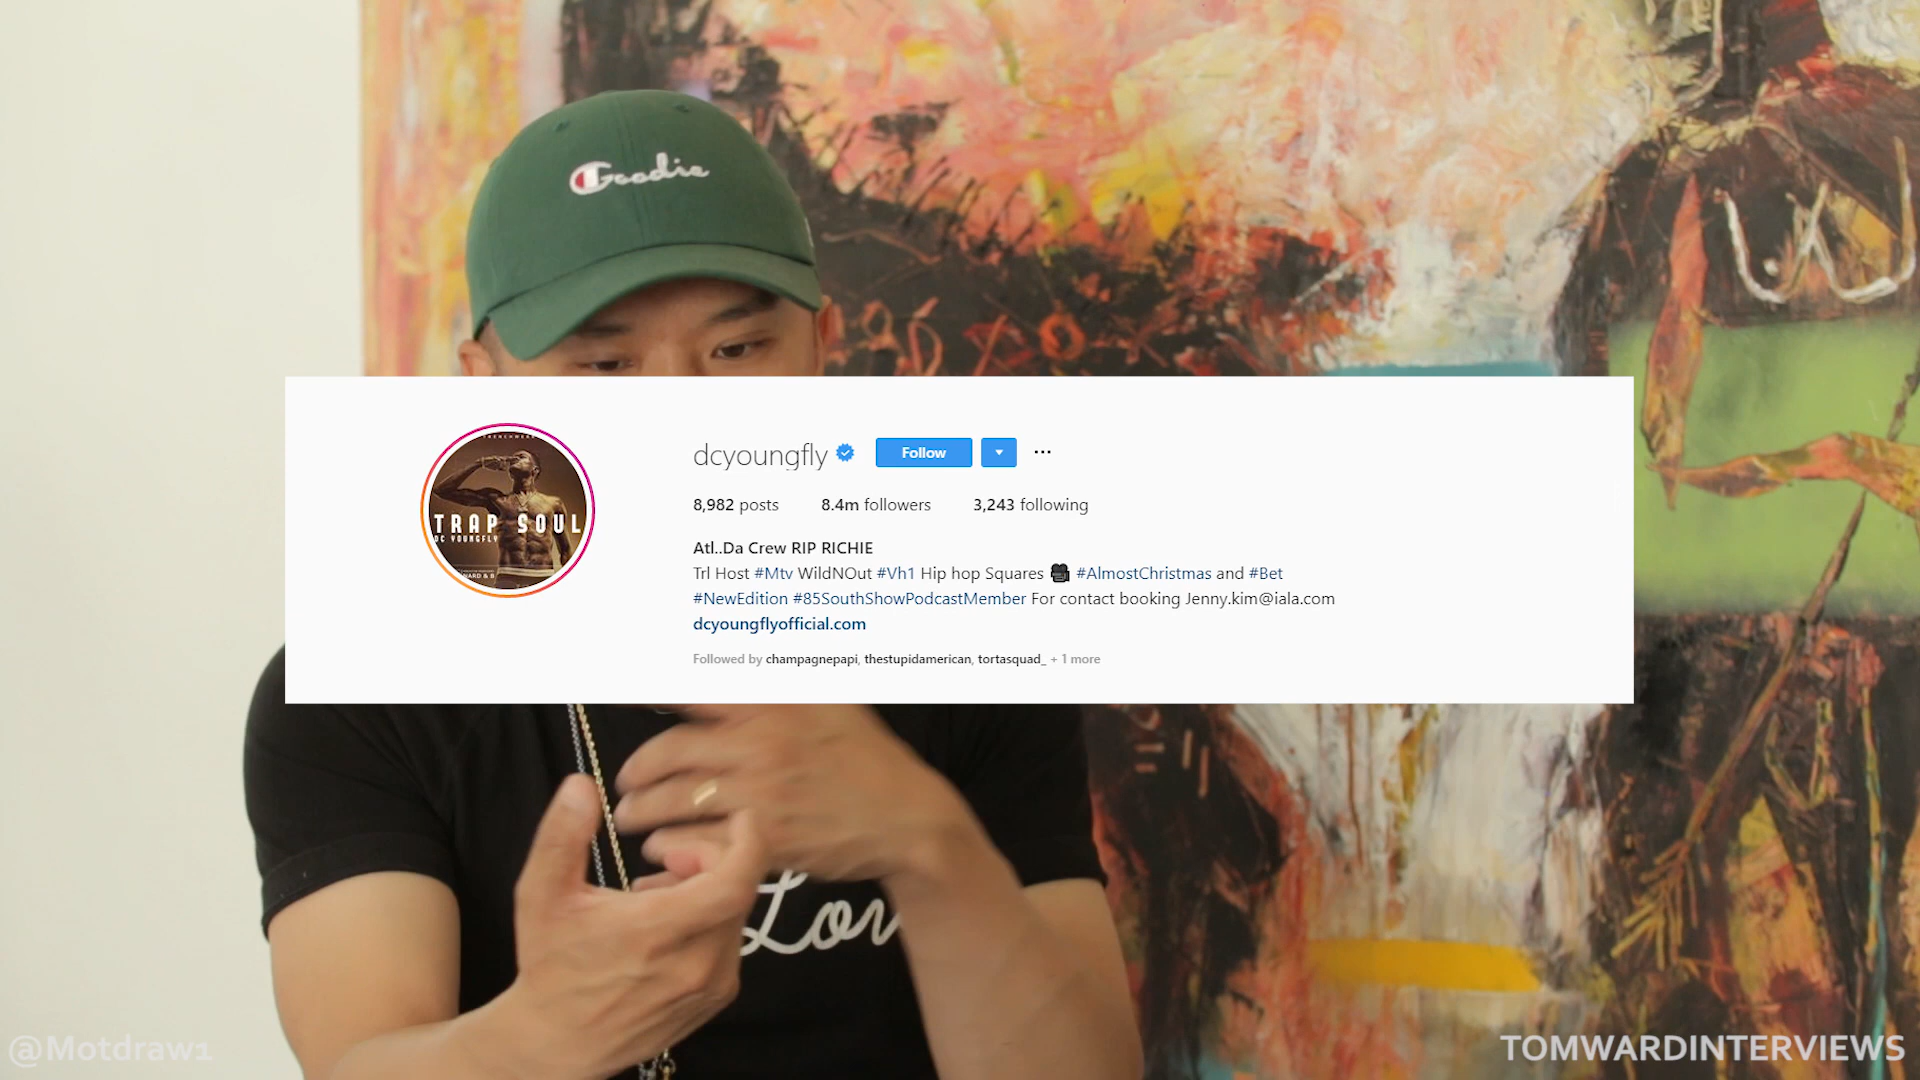 Goodie
dcyoungfly Follow
8,982 posts 8.4m followers 3,243 following
TRAP SOUL
DC YOUNGFLY
Atl..Da Crew RIP RICHIE
Trl Host #Mtv WildNOut #Vh1 Hip hop Squares 🎥 #AlmostChristmas and #Bet
#NewEdition #85SouthShowPodcastMember For contact booking Jenny.kim@iala.com
dcyoungflyofficial.com
Followed by champagnepapi, thestupidamerican, tortasquad_ + 1 more
@Motdraw1
TOMWARDINTERVIEWS